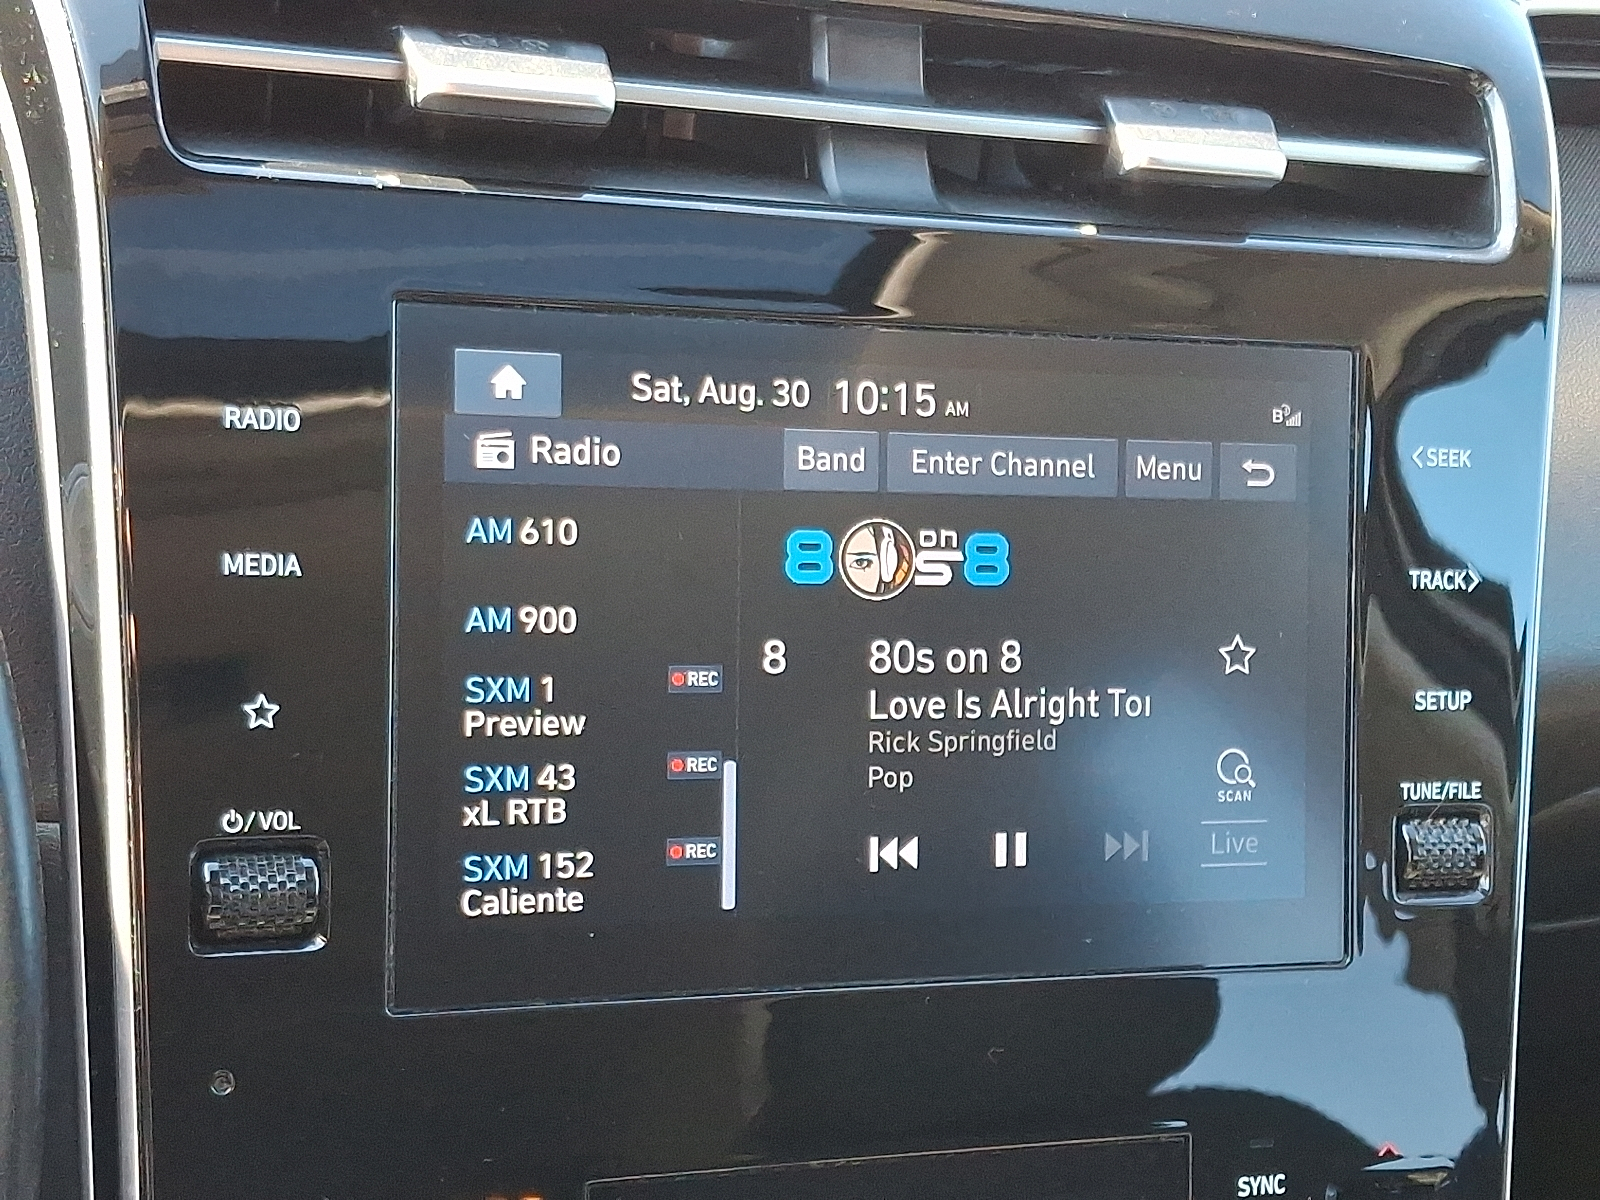 Sat, Aug. 30 10:15 AM
B
Radio
Band
Enter Channel
Menu
AM 610
AM 900
SXM 1
Preview
REC
SXM 43
xL RTB
REC
SXM 152
Caliente
REC
80s on 8
8
80s on 8
Love Is Alright Ton
Rick Springfield
Pop
SCAN
Live
RADIO
MEDIA
/ VOL
<SEEK
TRACK>
SETUP
TUNE/FILE
SYNC